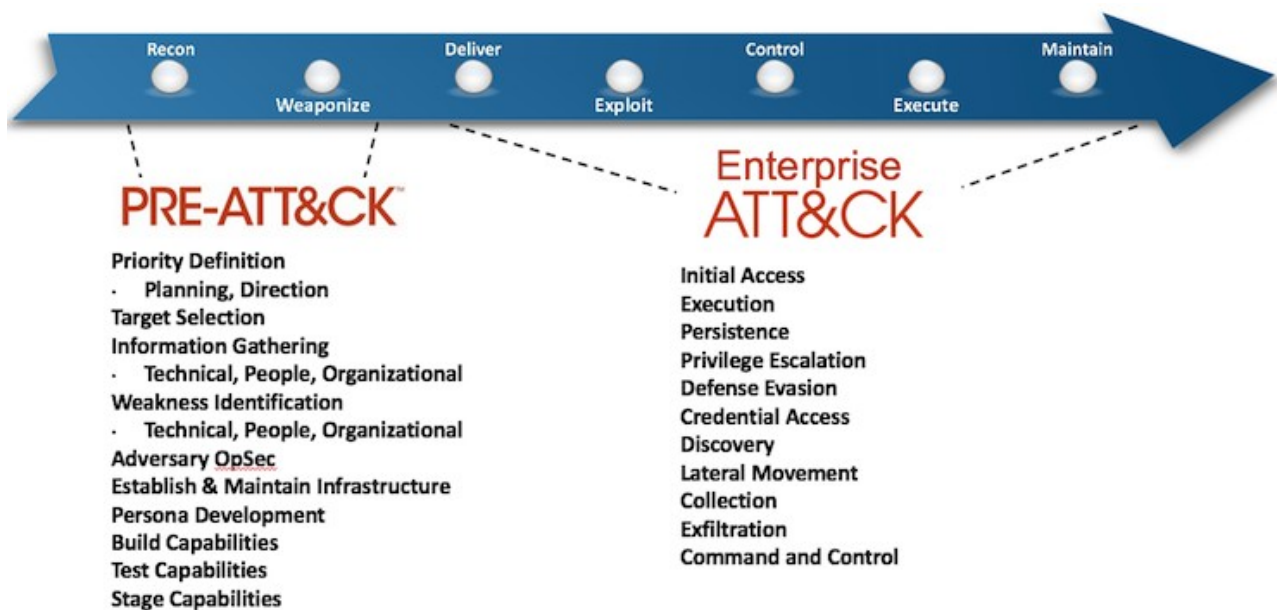 Recon
Deliver
Control
Maintain
Weaponize
Exploit
Execute
PRE-ATT&CK™
Priority Definition
· Planning, Direction
Target Selection
Information Gathering
· Technical, People, Organizational
Weakness Identification
· Technical, People, Organizational
Adversary OpSec
Establish & Maintain Infrastructure
Persona Development
Build Capabilities
Test Capabilities
Stage Capabilities
Enterprise
ATT&CK
Initial Access
Execution
Persistence
Privilege Escalation
Defense Evasion
Credential Access
Discovery
Lateral Movement
Collection
Exfiltration
Command and Control